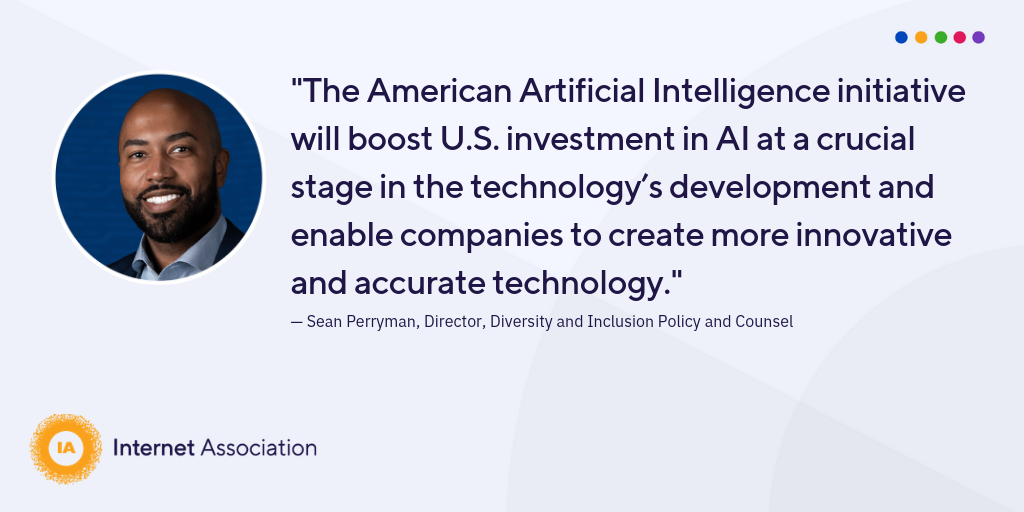 "The American Artificial Intelligence initiative
will boost U.S. investment in AI at a crucial
stage in the technology’s development and
enable companies to create more innovative
and accurate technology."
— Sean Perryman, Director, Diversity and Inclusion Policy and Counsel
IA
Internet Association